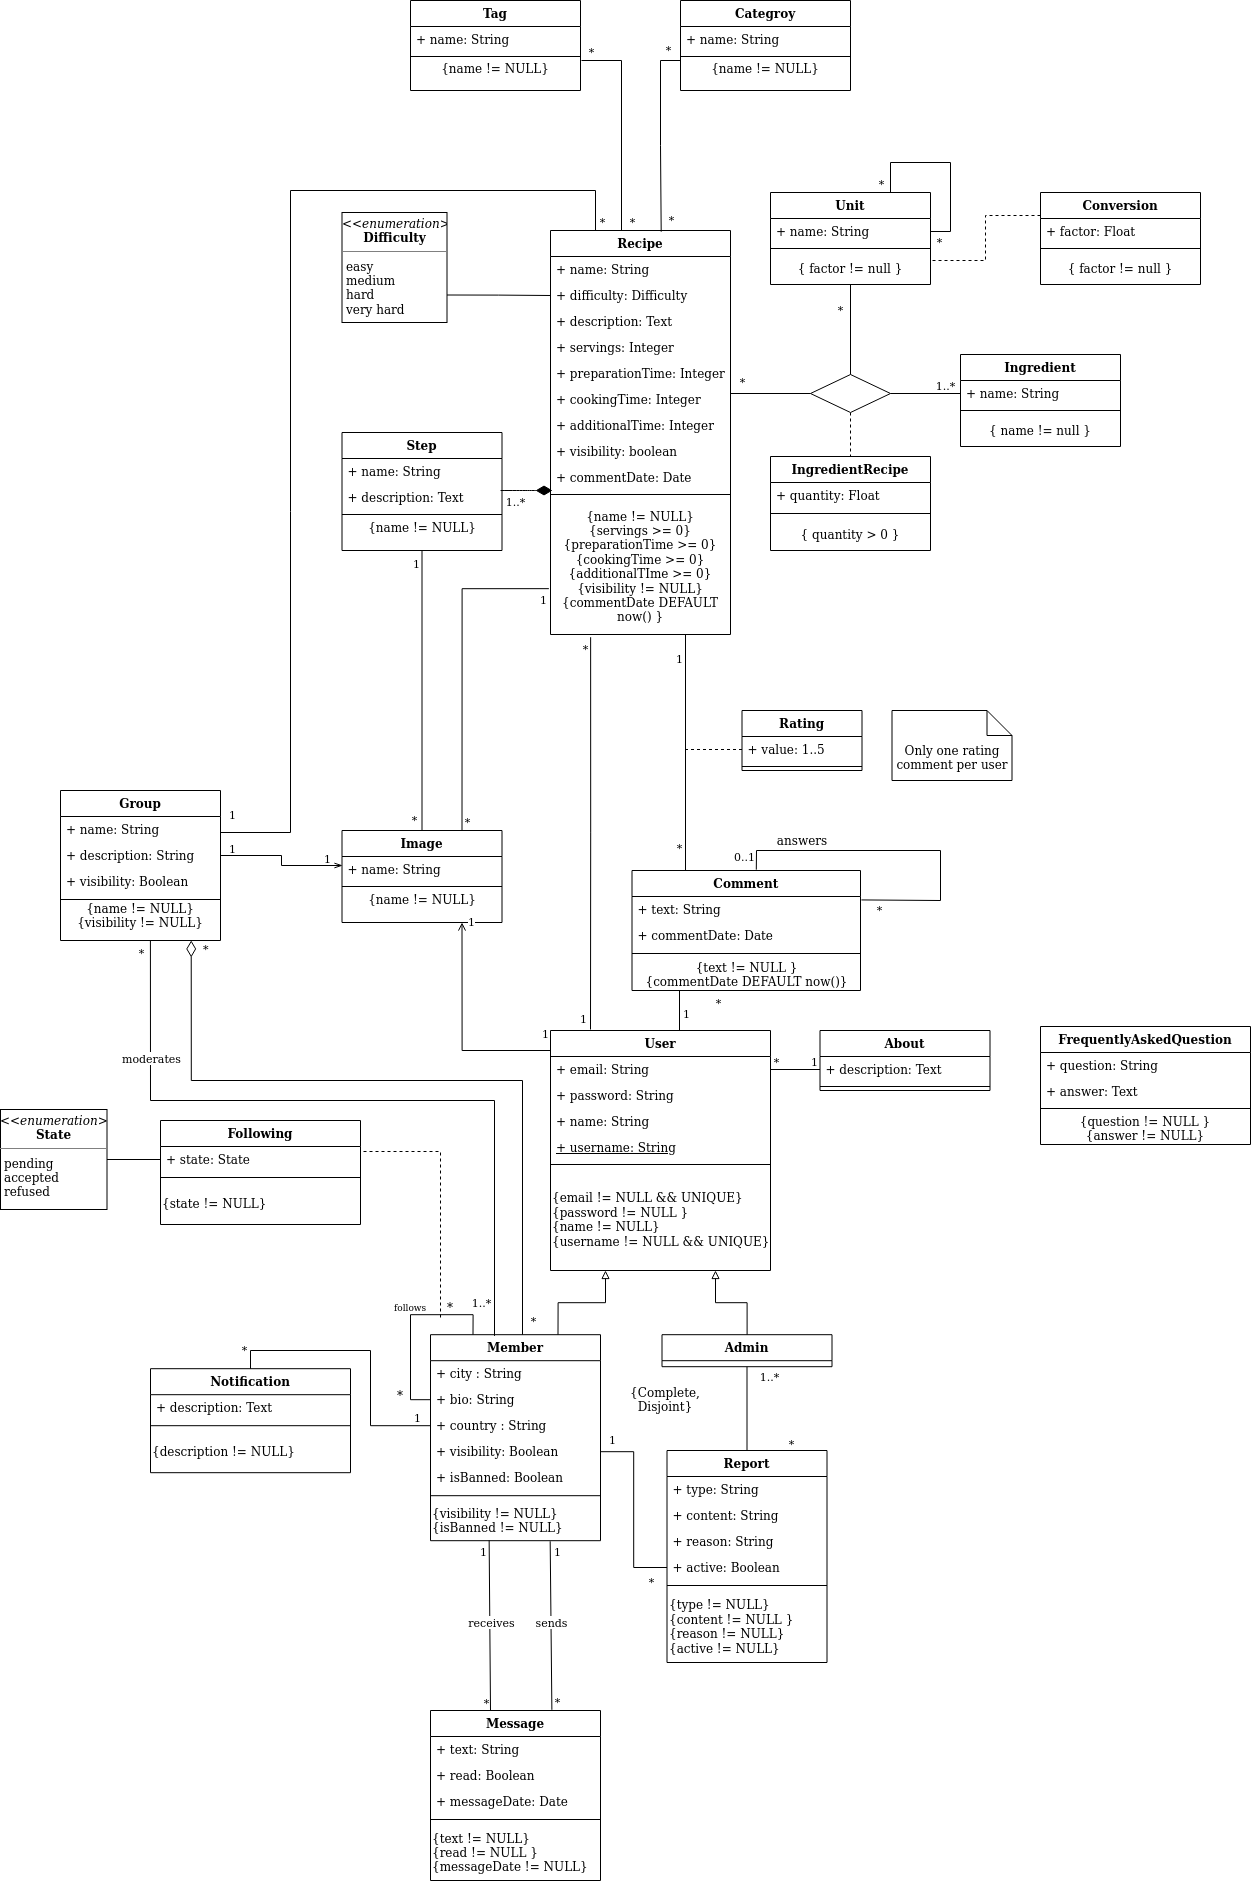 Tag
+ name: String
{name != NULL}
Categroy
+ name: String
{name != NULL}
*
*
*
*
*
<<enumeration>
Difficulty
easy
medium
hard
very hard
Recipe
+ name: String
+ difficulty: Difficulty
+ description: Text
+ servings: Integer
+ preparationTime: Integer
+ cookingTime: Integer
+ additionalTime: Integer
+ visibility: boolean
+ commentDate: Date
{name != NULL}
{servings >= 0}
{preparationTime >= 0}
{cookingTime >= 0}
{additionalTIme >= 0}
{visibility != NULL}
{commentDate DEFAULT
now() }
*
Unit
+ name: String
{ factor != null }
*
*
Conversion
+ factor: Float
{ factor != null }
*
1..*
Ingredient
+ name: String
{ name != null }
IngredientRecipe
+ quantity: Float
{ quantity > 0 }
Step
+ name: String
+ description: Text
{name != NULL}
1..*
1
1
*
1
Rating
+ value: 1..5
Only one rating
comment per user
Group
+ name: String
+ description: String
+ visibility: Boolean
{name != NULL}
{visibility != NULL}
1
1
1
*
*
Image
+ name: String
{name != NULL}
1
*
0..1
answers
Comment
+ text: String
+ commentDate: Date
{text != NULL }
{commentDate DEFAULT now()}
*
*
*
*
1
1
1
moderates
User
+ email: String
+ password: String
+ name: String
+ username: String
{email != NULL && UNIQUE}
{password != NULL }
{name != NULL}
{username != NULL && UNIQUE}
*
1
About
+ description: Text
FrequentlyAskedQuestion
+ question: String
+ answer: Text
{question != NULL }
{answer != NULL}
<<enumeration>
State
pending
accepted
refused
Following
+ state: State
{state != NULL}
follows
*
1..*
*
*
1
*
Notification
+ description: Text
{description != NULL}
Member
+ city : String
+ bio: String
+ country : String
+ visibility: Boolean
+ isBanned: Boolean
{visibility != NULL}
{isBanned != NULL}
Admin
{Complete,
Disjoint}
1..*
*
1
*
Report
+ type: String
+ content: String
+ reason: String
+ active: Boolean
{type != NULL}
{content != NULL }
{reason != NULL}
{active != NULL}
1
1
receives
sends
*
*
Message
+ text: String
+ read: Boolean
+ messageDate: Date
{text != NULL}
{read != NULL }
{messageDate != NULL}